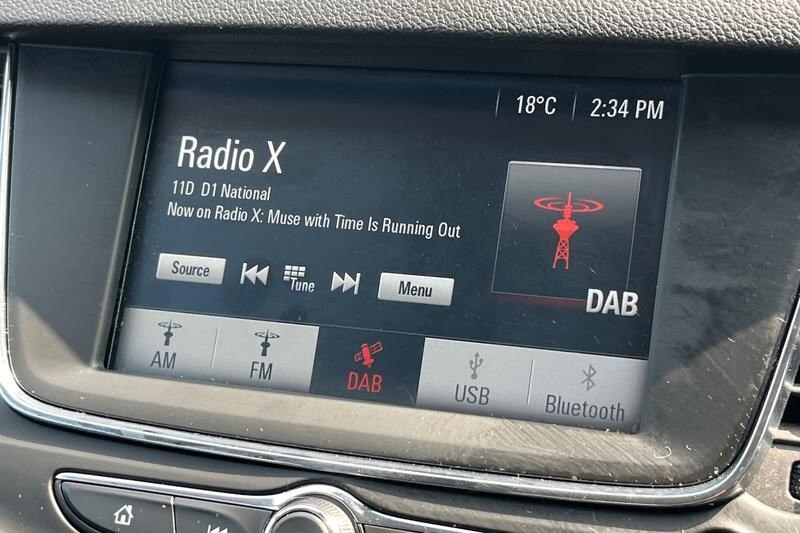 18°C 2:34 PM
Radio X
11D D1 National
Now on Radio X: Muse with Time Is Running Out
Source Tune Menu
DAB
AM FM DAB USB Bluetooth